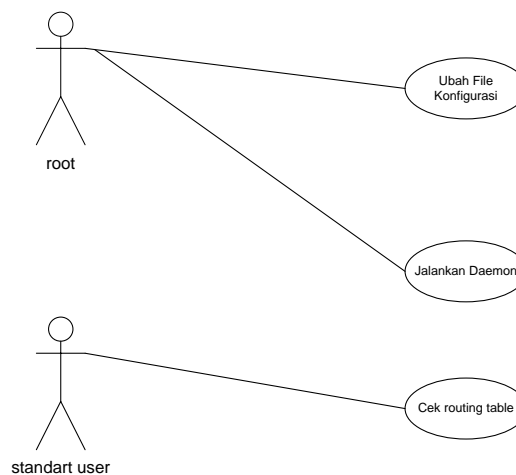 Ubah File
Konfigurasi
root
Jalankan Daemon
Cek routing table
standart user